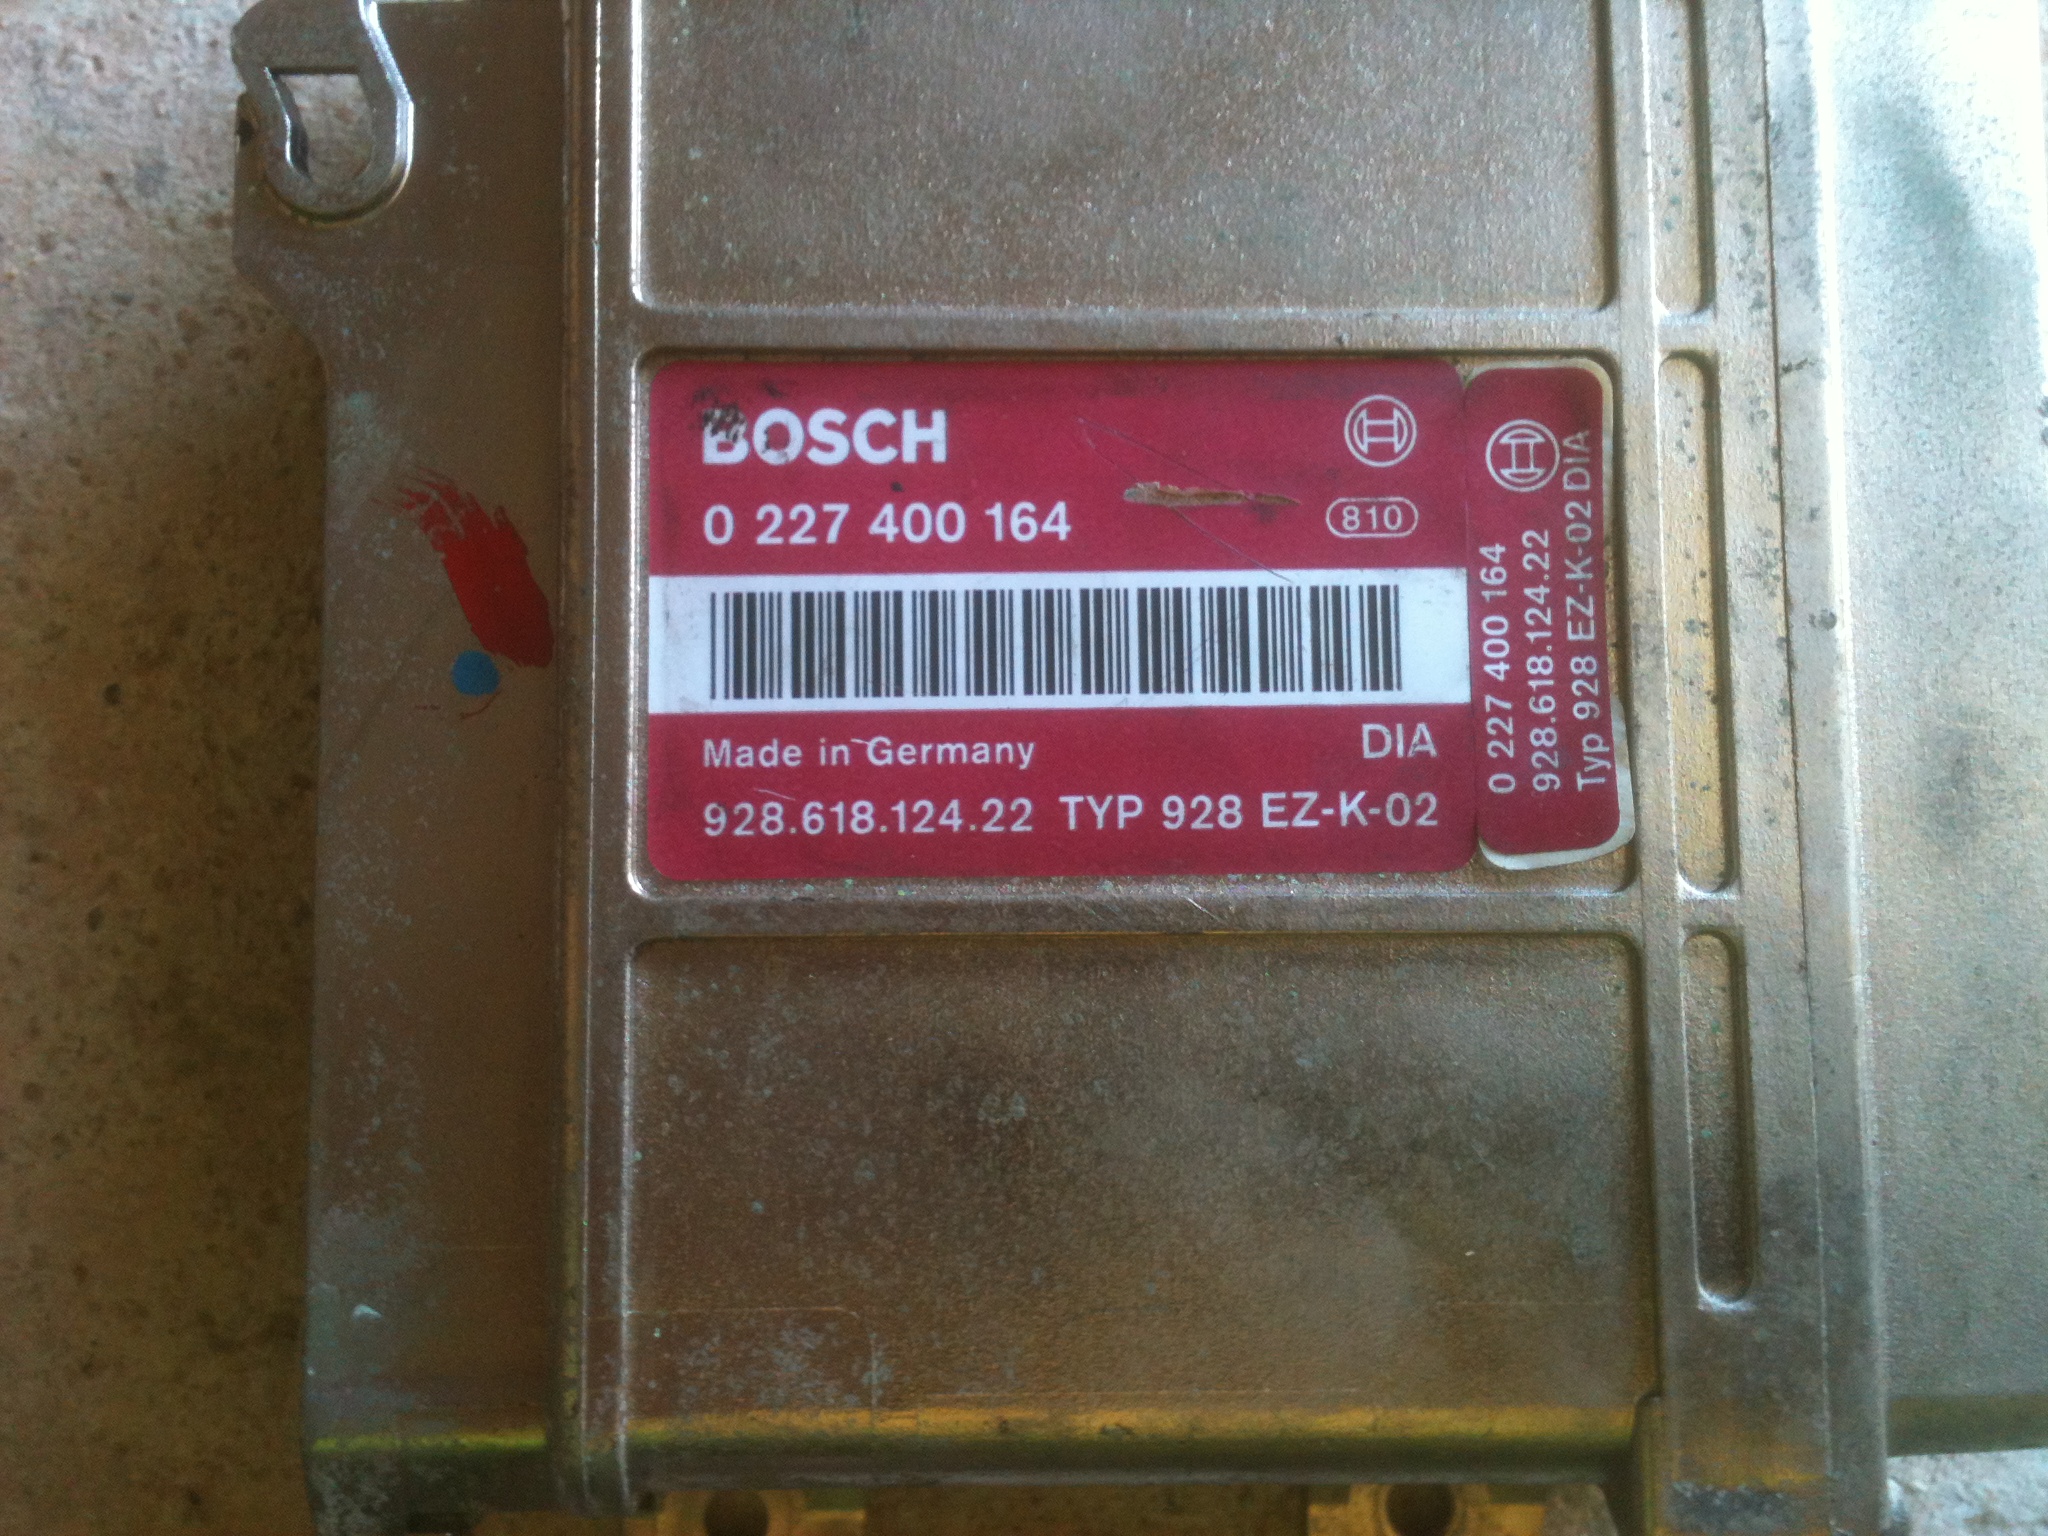 BOSCH
0 227 400 164
810
Made in Germany
DIA
928.618.124.22 TYP 928 EZ-K-02
0 227 400 164
928.618.124.22
Typ 928 EZ-K-02 DIA